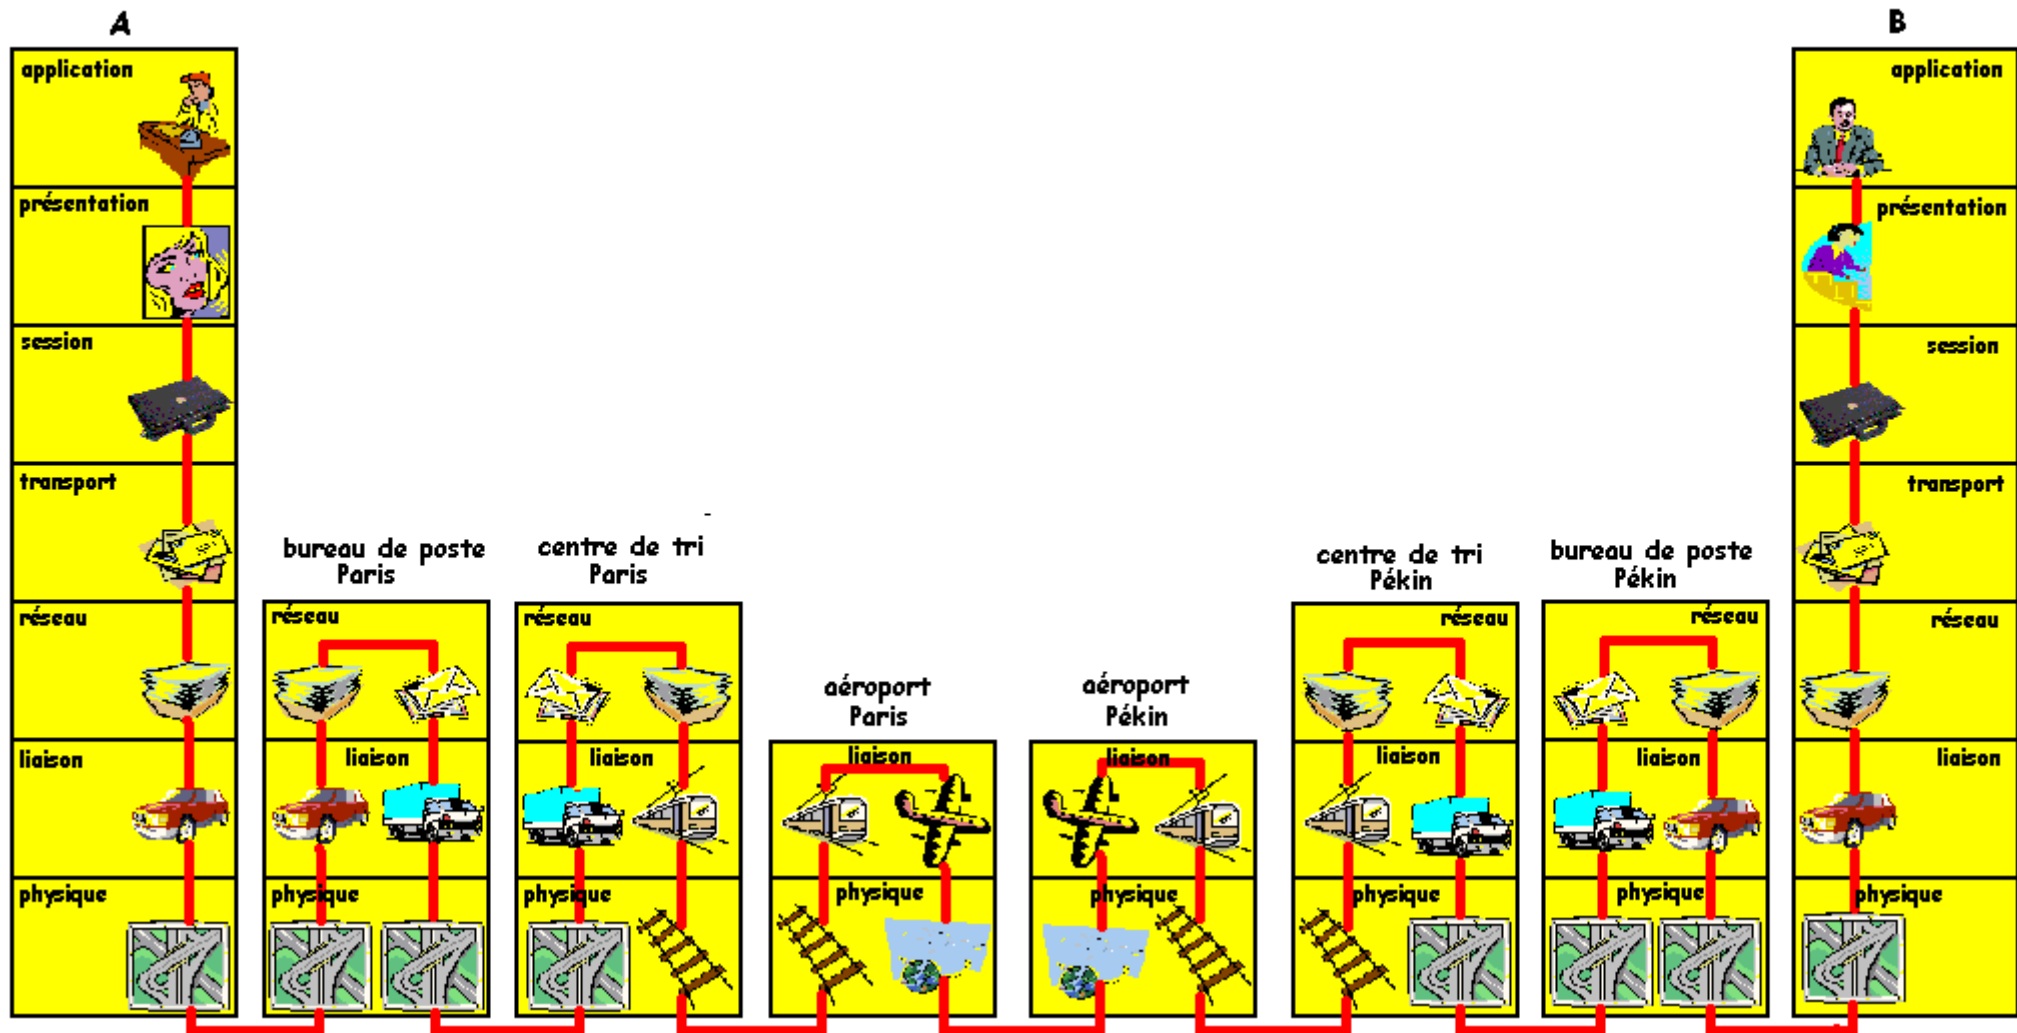 A
application
présentation
session
transport
réseau
liaison
physique
bureau de poste
Paris
réseau
liaison
physique
centre de tri
Paris
réseau
liaison
physique
aéroport
Paris
liaison
physique
aéroport
Pékin
liaison
physique
centre de tri
Pékin
réseau
liaison
physique
bureau de poste
Pékin
réseau
liaison
physique
B
application
présentation
session
transport
réseau
liaison
physique